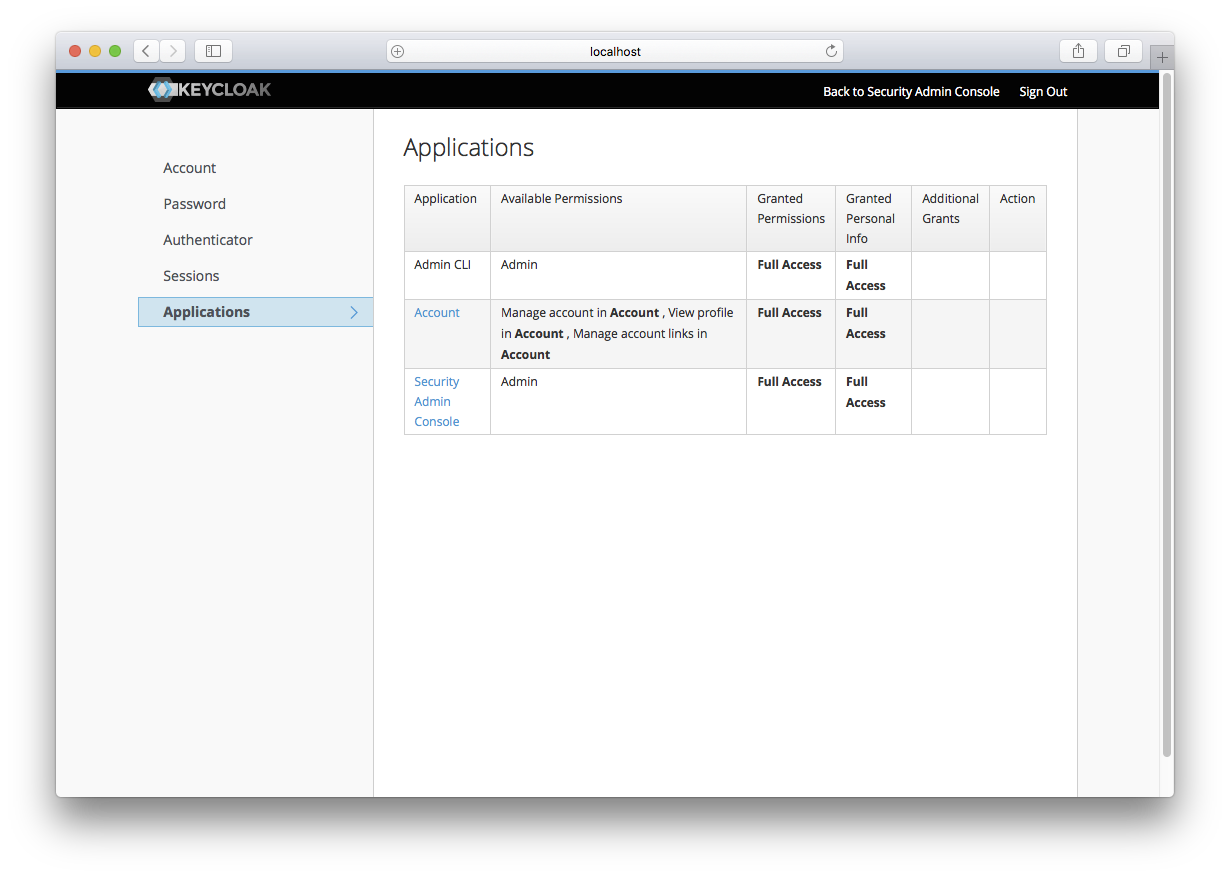 localhost
KEYCLOAK
Back to Security Admin Console Sign Out
Account
Password
Authenticator
Sessions
Applications
Applications
Application Available Permissions Granted Permissions Granted Personal Info Additional Grants Action
Admin CLI Admin Full Access Full Access
Account Manage account in Account , View profile in Account , Manage account links in Account Full Access Full Access
Security Admin Console Admin Full Access Full Access